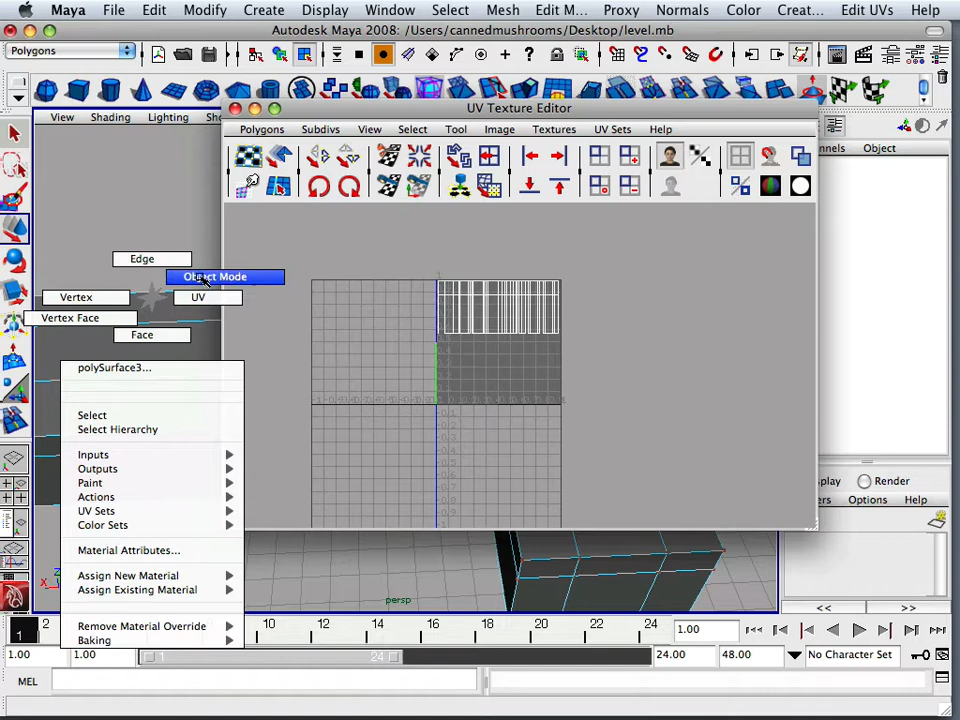 Maya File Edit Modify Create Display Window Select Mesh Edit M... Proxy Normals Color Creat... Edit UVs Help
Autodesk Maya 2008: /Users/cannedmushrooms/Desktop/level.mb
Polygons
View Shading Lighting
UV Texture Editor
Polygons Subdivs View Select Tool Image Textures UV Sets Help
nnels Object
Edge
Object Mode
Vertex UV
Vertex Face
Face
polySurface3...
Select
Select Hierarchy
Inputs
Outputs
Paint
Actions
UV Sets
Color Sets
Material Attributes...
Assign New Material
Assign Existing Material
Remove Material Override
Baking
play Render
ers Options Help
<< >>
persp
1 2 10 12 14 16 18 20 22 24 1.00
1.00 1.00 1 24 24.00 48.00 No Character Set
MEL